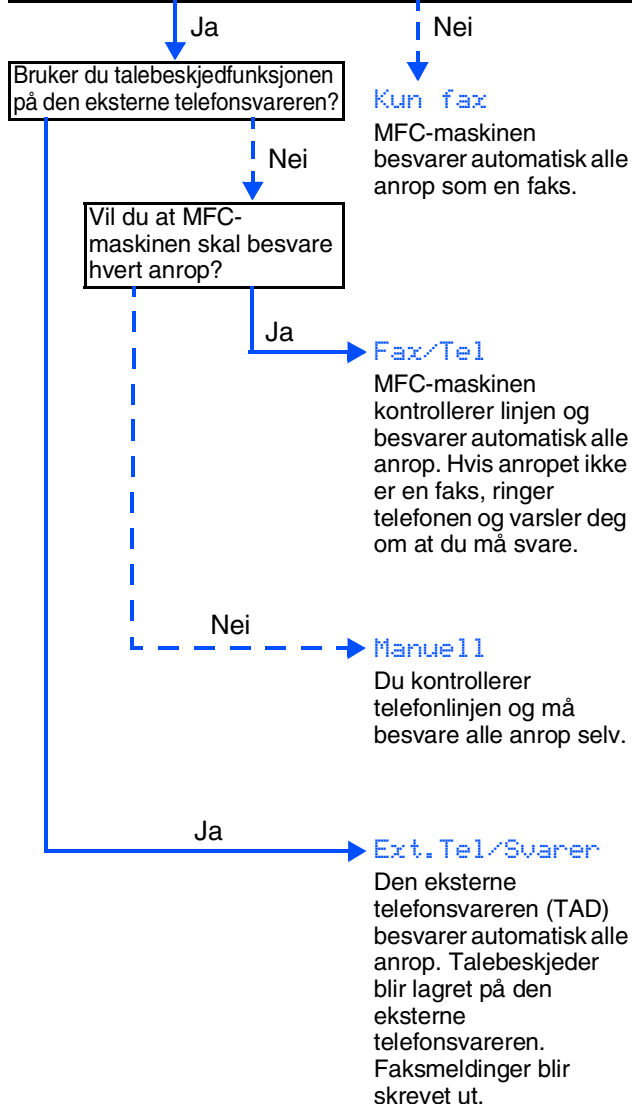 Ja
Nei
Bruker du talebeskjedfunksjonen
på den eksterne telefonsvareren?
Kun fax
MFC-maskinen
besvarer automatisk alle
anrop som en faks.
Nei
Vil du at MFC-
maskinen skal besvare
hvert anrop?
Ja
Fax/Tel
MFC-maskinen
kontrollerer linjen og
besvarer automatisk alle
anrop. Hvis anropet ikke
er en faks, ringer
telefonen og varsler deg
om at du må svare.
Nei
Manuell
Du kontrollerer
telefonlinjen og må
besvare alle anrop selv.
Ja
Ext.Tel/Svarer
Den eksterne
telefonsvareren (TAD)
besvarer automatisk alle
anrop. Talebeskjeder
blir lagret på den
eksterne
telefonsvareren.
Faksmeldinger blir
skrevet ut.